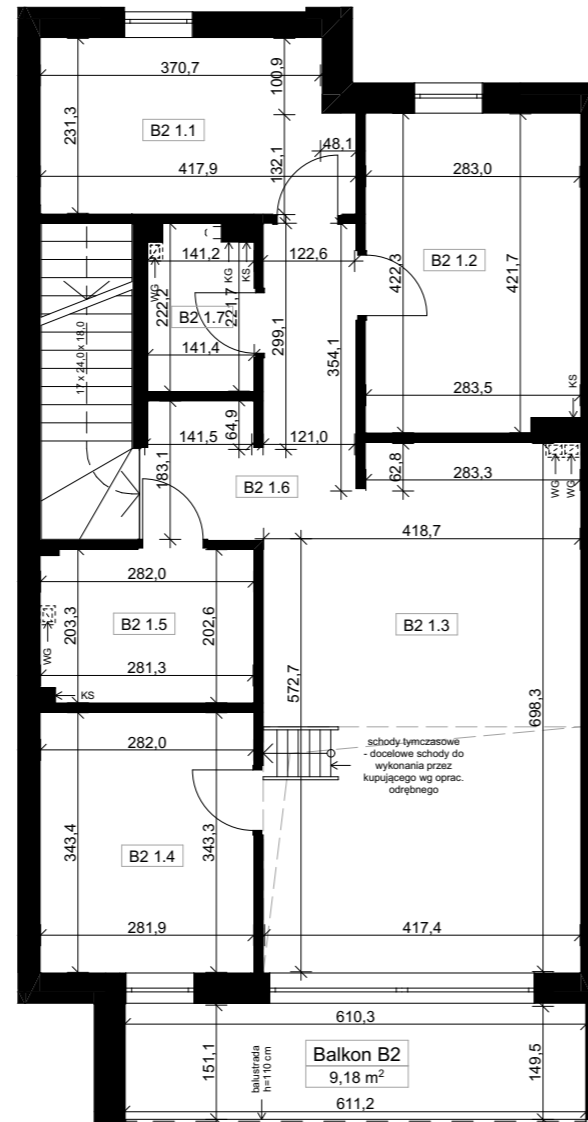 370,7
100,9
231,3
B2 1.1
48,1
132,1
417,9
283,0
141,2
122,6
KG
KS
WG
422,3
B2 1.2
421,7
222,2
B2 1.7
221,7
17 x 24,0 x 18,0
299,1
354,1
141,4
283,5
KS
64,9
141,5
121,0
62,8
283,3
183,1
B2 1.6
WG
WG
418,7
282,0
203,3
B2 1.5
202,6
B2 1.3
WG
281,3
KS
572,7
698,3
282,0
schody tymczasowe
- docelowe schody do
wykonania przez
kupującego wg oprac.
odrębnego
343,4
B2 1.4
343,3
281,9
417,4
610,3
151,1
balustrada
h=110 cm
Balkon B2
9,18 m²
149,5
611,2